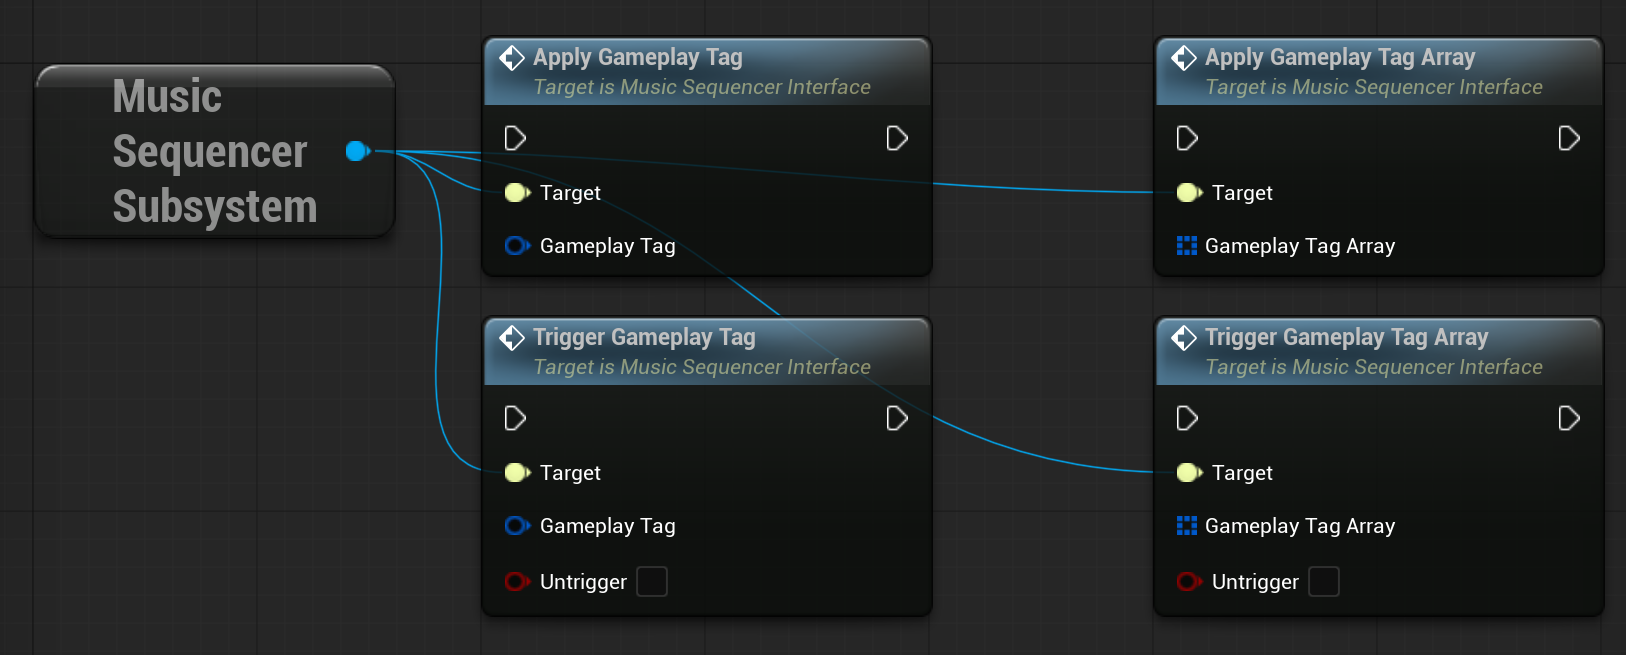 Music
Sequencer
Subsystem
Apply Gameplay Tag
Target is Music Sequencer Interface
Target
Gameplay Tag
Apply Gameplay Tag Array
Target is Music Sequencer Interface
Target
Gameplay Tag Array
Trigger Gameplay Tag
Target is Music Sequencer Interface
Target
Gameplay Tag
Untrigger
Trigger Gameplay Tag Array
Target is Music Sequencer Interface
Target
Gameplay Tag Array
Untrigger